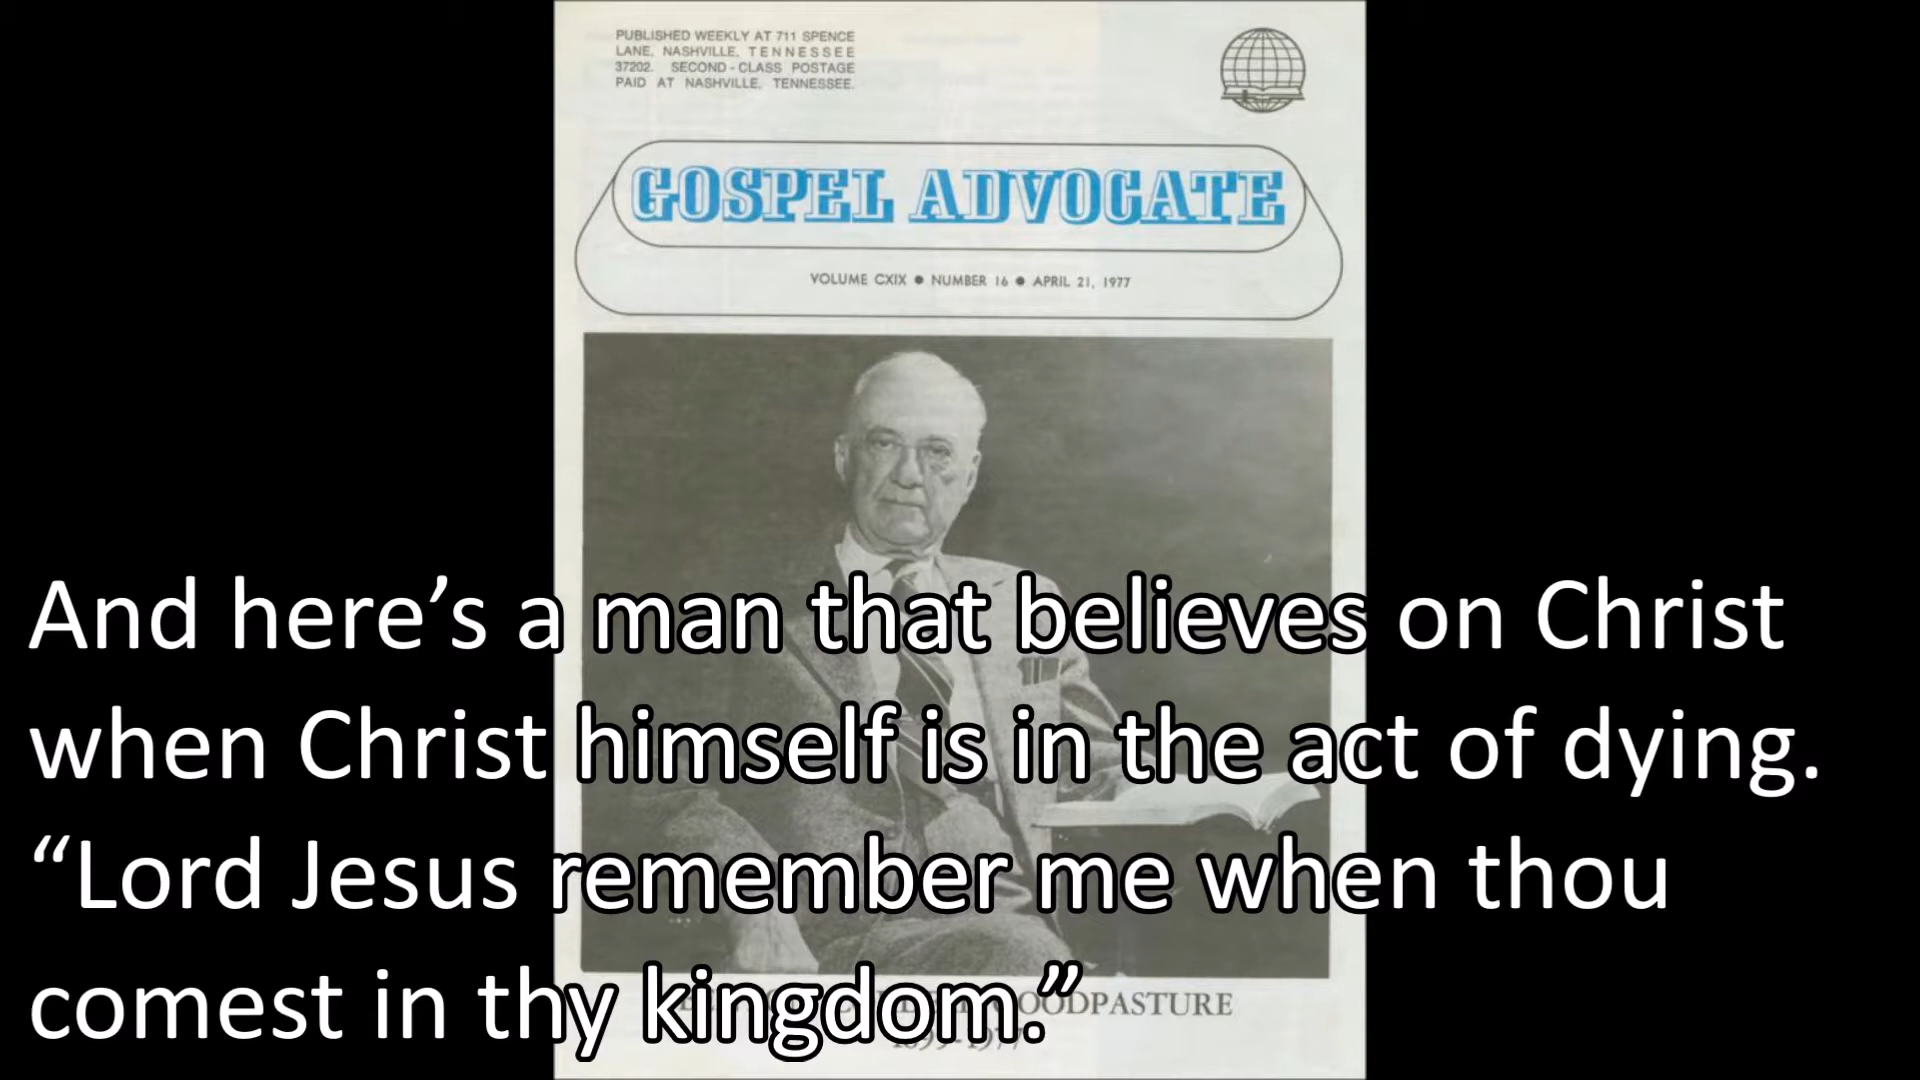 PUBLISHED WEEKLY AT 711 SPENCE
LANE, NASHVILLE, TENNESSEE
37202. SECOND-CLASS POSTAGE
PAID AT NASHVILLE, TENNESSEE.
GOSPEL ADVOCATE
VOLUME CXIX ● NUMBER 16 ● APRIL 21, 1977
And here’s a man that believes on Christ
when Christ himself is in the act of dying.
“Lord Jesus remember me when thou
comest in thy kingdom.”